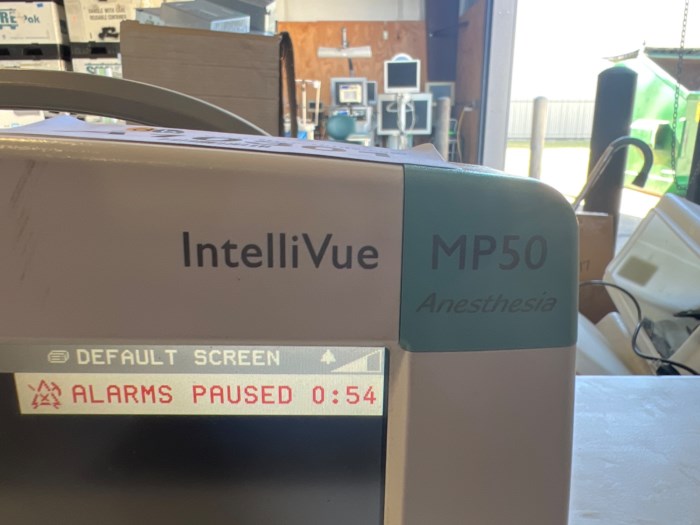 IntelliVue MP50
Anesthesia
DEFAULT SCREEN
ALARMS PAUSED 0:54